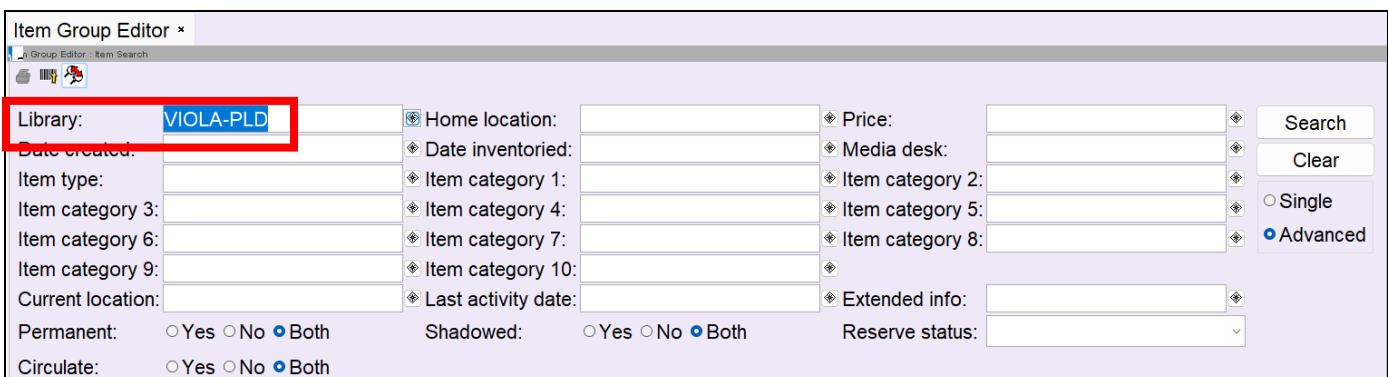 Item Group Editor ×
Group Editor : Item Search
Library: VIOLA-PLD Home location: Price: Search
Date created: Date inventoried: Media desk: Clear
Item type: Item category 1: Item category 2:
Item category 3: Item category 4: Item category 5: Single
Item category 6: Item category 7: Item category 8: Advanced
Item category 9: Item category 10:
Current location: Last activity date: Extended info:
Permanent: Yes No Both Shadowed: Yes No Both Reserve status:
Circulate: Yes No Both